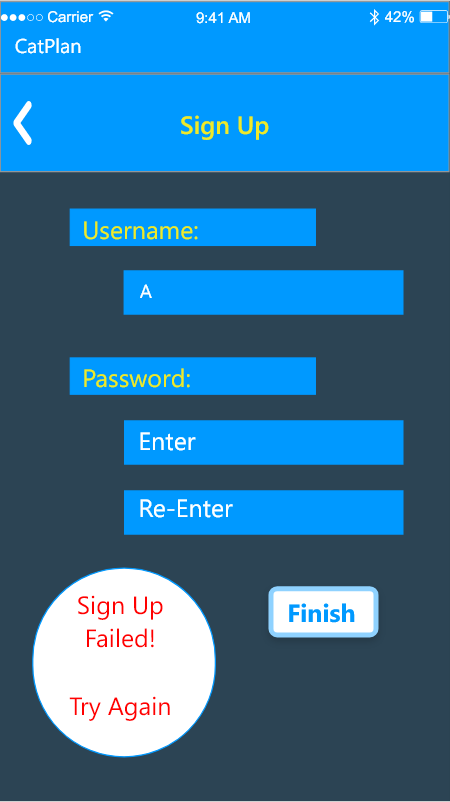 Carrier 9:41 AM 42%
CatPlan
Sign Up
Username:
A
Password:
Enter
Re-Enter
Sign Up
Failed!
Finish
Try Again